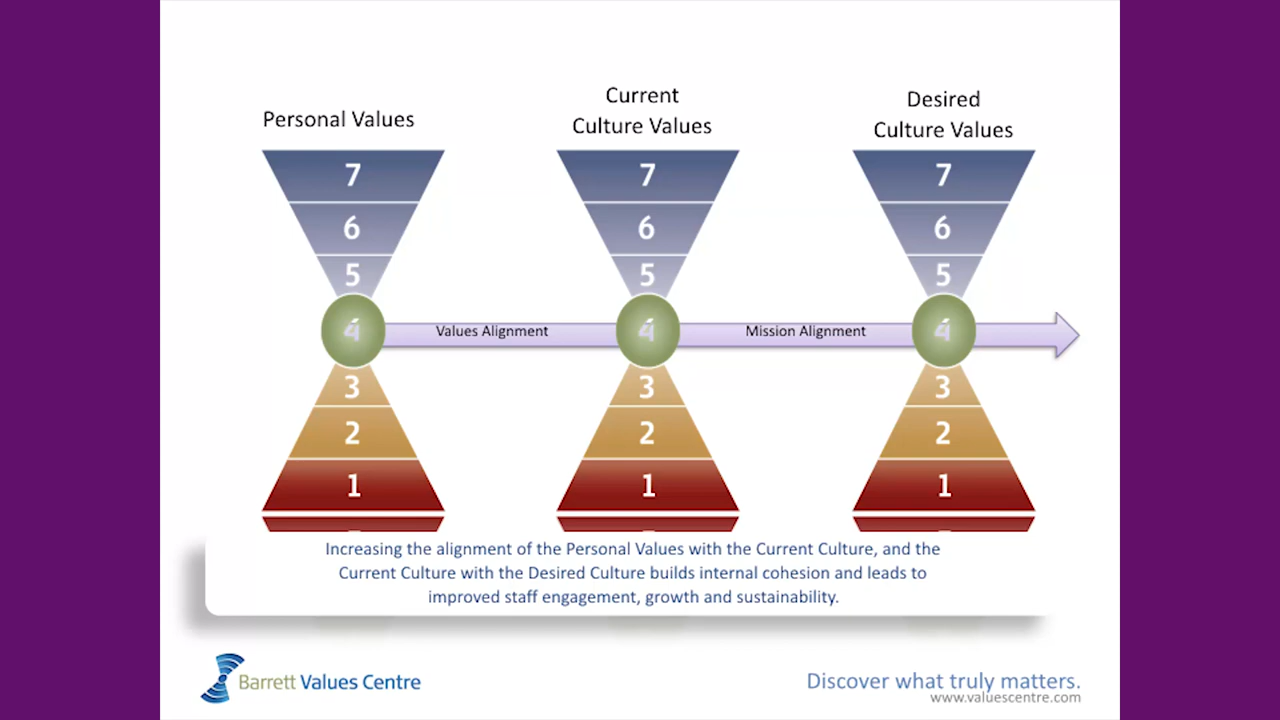 Personal Values
Current
Culture Values
Desired
Culture Values
7
7
7
6
6
6
5
5
5
4
Values Alignment
4
Mission Alignment
4
3
3
3
2
2
2
1
1
1
Increasing the alignment of the Personal Values with the Current Culture, and the
Current Culture with the Desired Culture builds internal cohesion and leads to
improved staff engagement, growth and sustainability.
Barrett Values Centre
Discover what truly matters.
www.valuescentre.com